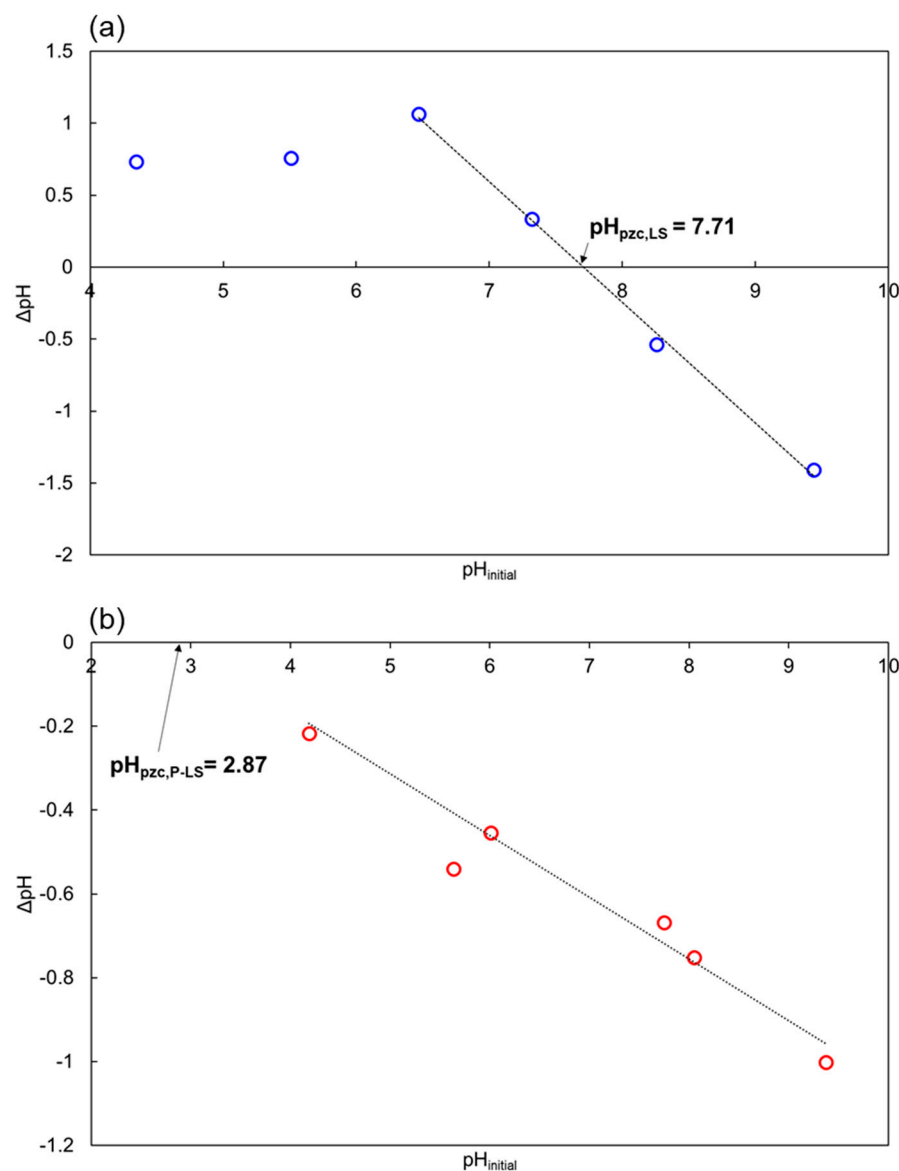 (a)
1.5
1
0.5
0
-0.5
-1
-1.5
-2
4 5 6 7 8 9 10
ΔpH
pHpzc,LS = 7.71
pHinitial
(b)
0
-0.2
-0.4
-0.6
-0.8
-1
-1.2
2 3 4 5 6 7 8 9 10
ΔpH
pHpzc,P-LS= 2.87
pHinitial